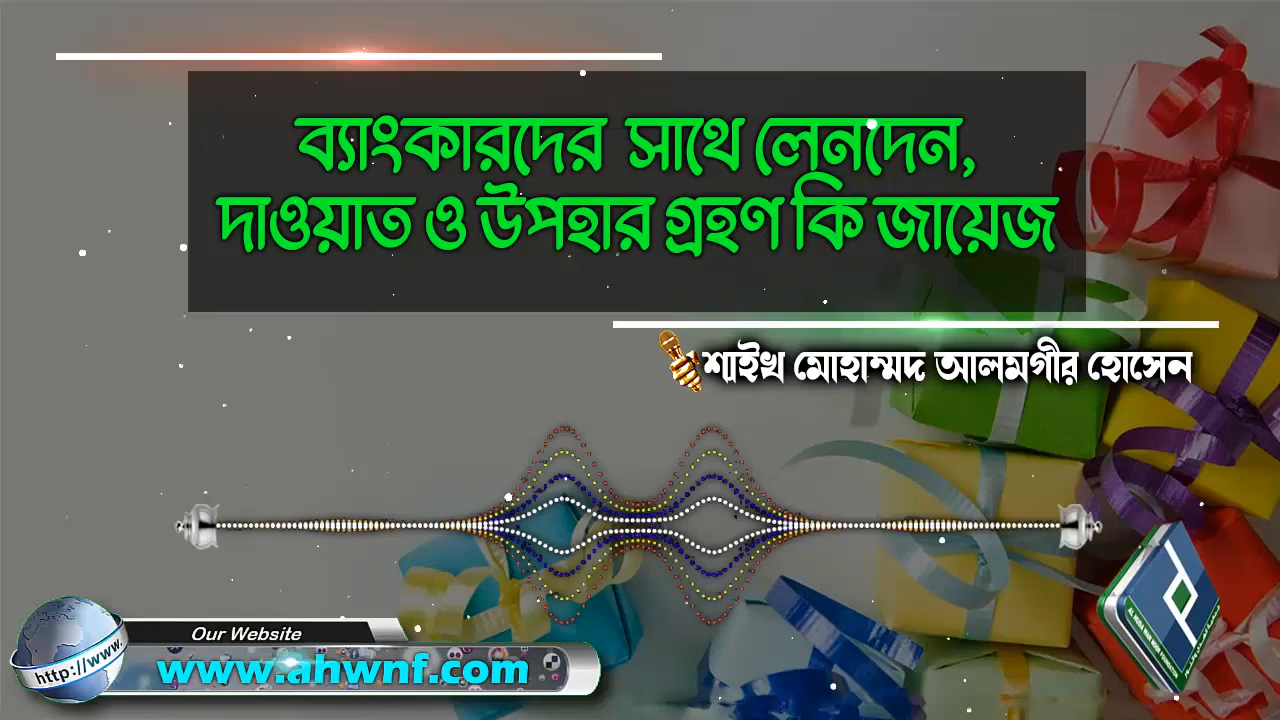 ব্যাংকারদের সাথে লেনদেন,
দাওয়াত ও উপহার গ্রহণ কি জায়েজ
শাইখ মোহাম্মদ আলমগীর হোসেন
Our Website
http://www.
www.ahwnf.com